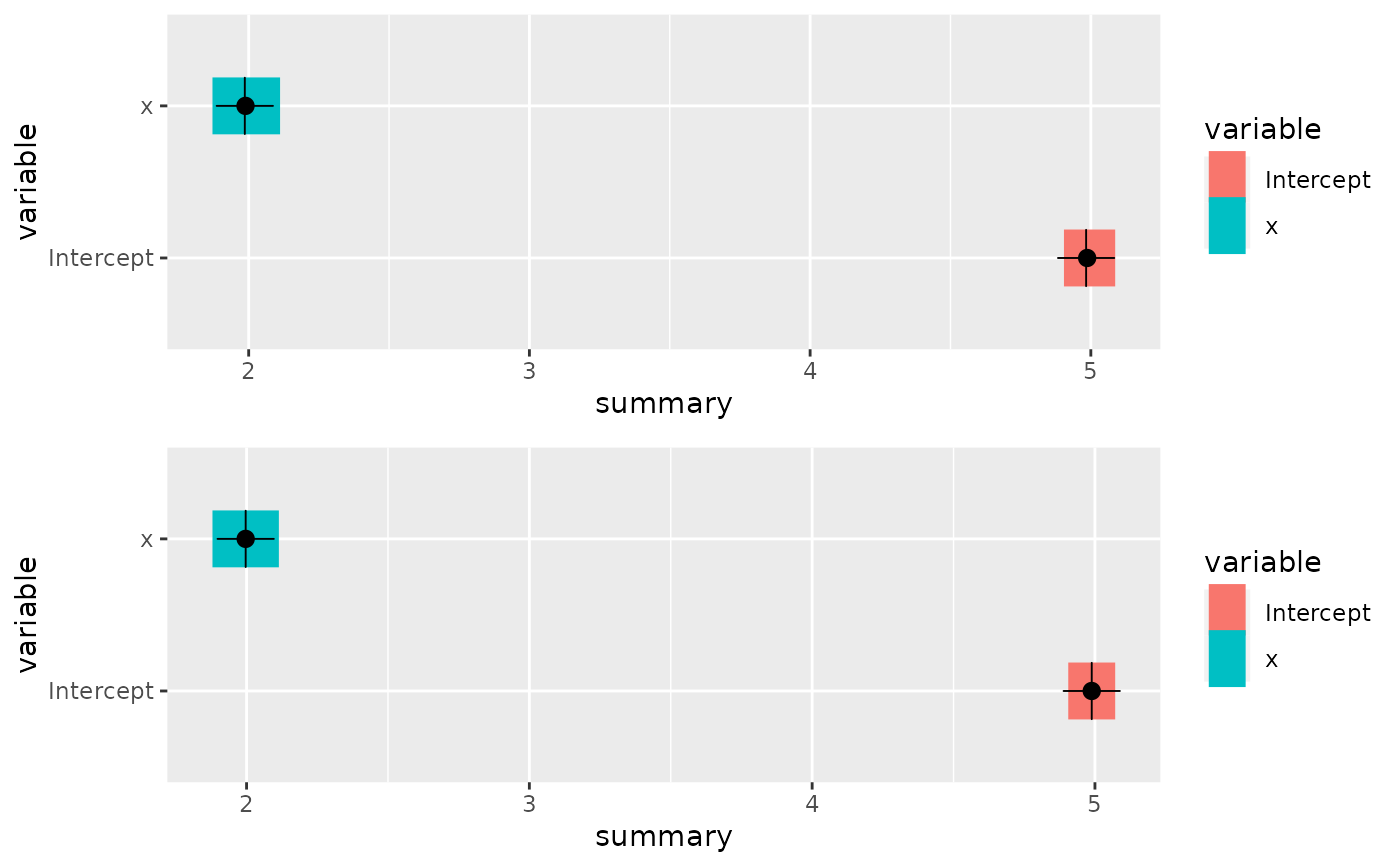 variable
x
Intercept
2 3 4 5
summary
variable
Intercept
x
variable
x
Intercept
2 3 4 5
summary
variable
Intercept
x